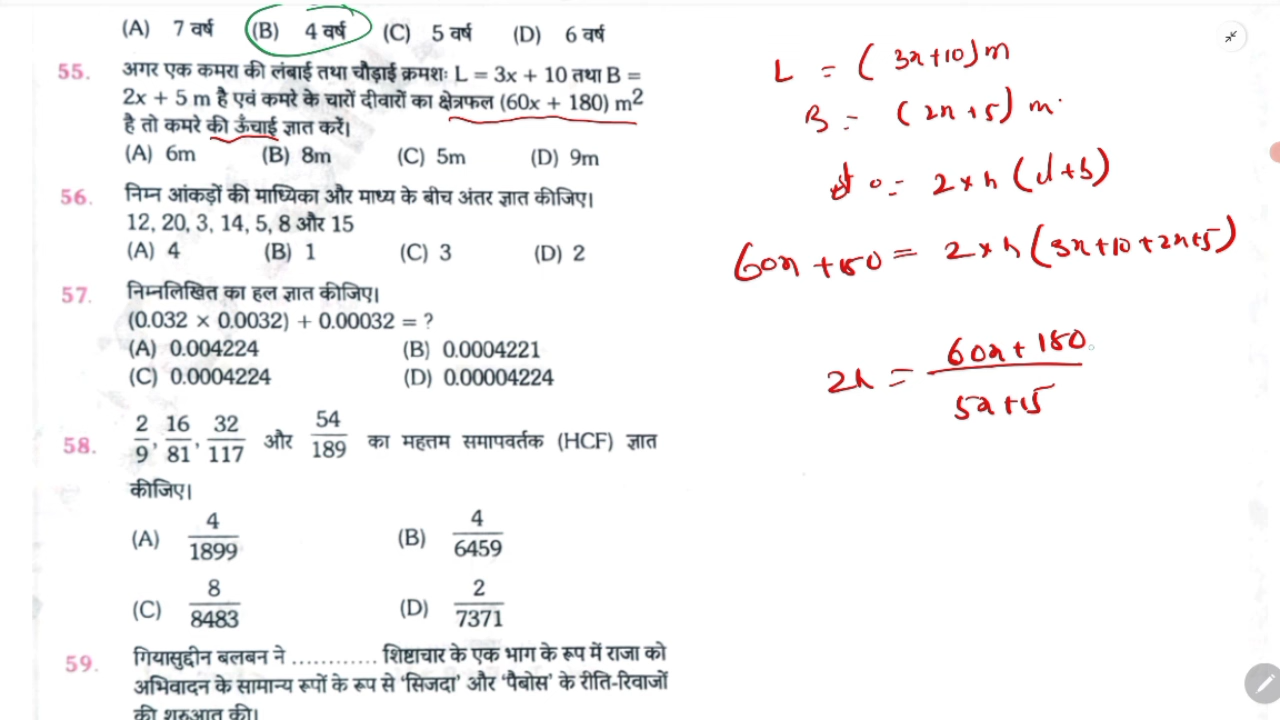 (A) 7 वर्ष (B) 4 वर्ष (C) 5 वर्ष (D) 6 वर्ष
55. अगर एक कमरा की लंबाई तथा चौड़ाई क्रमशः L = 3x + 10 तथा B =
2x + 5 m है एवं कमरे के चारों दीवारों का क्षेत्रफल (60x + 180) m²
है तो कमरे की ऊँचाई ज्ञात करें।
(A) 6m (B) 8m (C) 5m (D) 9m
56. निम्न आंकड़ों की माध्यिका और माध्य के बीच अंतर ज्ञात कीजिए।
12, 20, 3, 14, 5, 8 और 15
(A) 4 (B) 1 (C) 3 (D) 2
57. निम्नलिखित का हल ज्ञात कीजिए।
(0.032 × 0.0032) + 0.00032 = ?
(A) 0.004224 (B) 0.0004221
(C) 0.0004224 (D) 0.00004224
58. 2/9, 16/81, 32/117 और 54/189 का महत्तम समापवर्तक (HCF) ज्ञात
कीजिए।
(A) 4/1899 (B) 4/6459
(C) 8/8483 (D) 2/7371
59. गियासुद्दीन बलबन ने ............ शिष्टाचार के एक भाग के रूप में राजा को
अभिवादन के सामान्य रूपों के रूप से 'सिजदा' और 'पैबोस' के रीति-रिवाजों
की शुरुआत की।
L = (3x+10)m
B = (2x+5) m.
= 2×h (l+b)
60x+180 = 2×h (3x+10+2x+5)
2h = 60x+180 / 5x+15